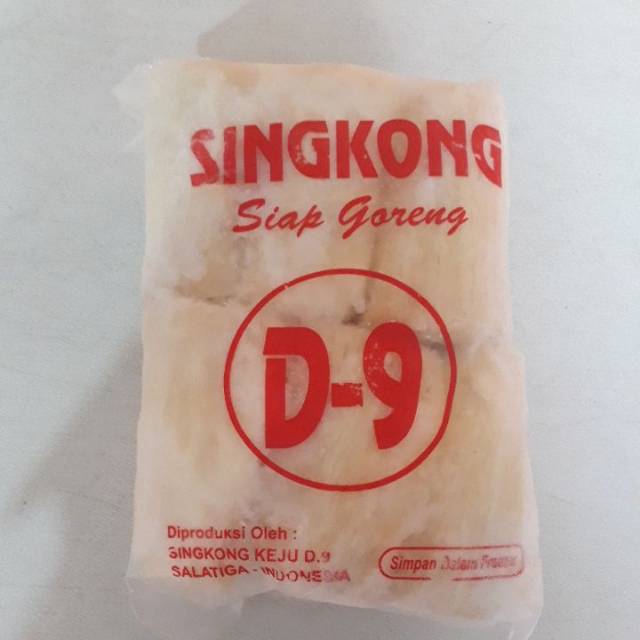 SINGKONG
Siap Goreng
D-9
Diproduksi Oleh :
SINGKONG KEJU D.9
SALATIGA - INDONESIA
Simpan Dalam Freezer